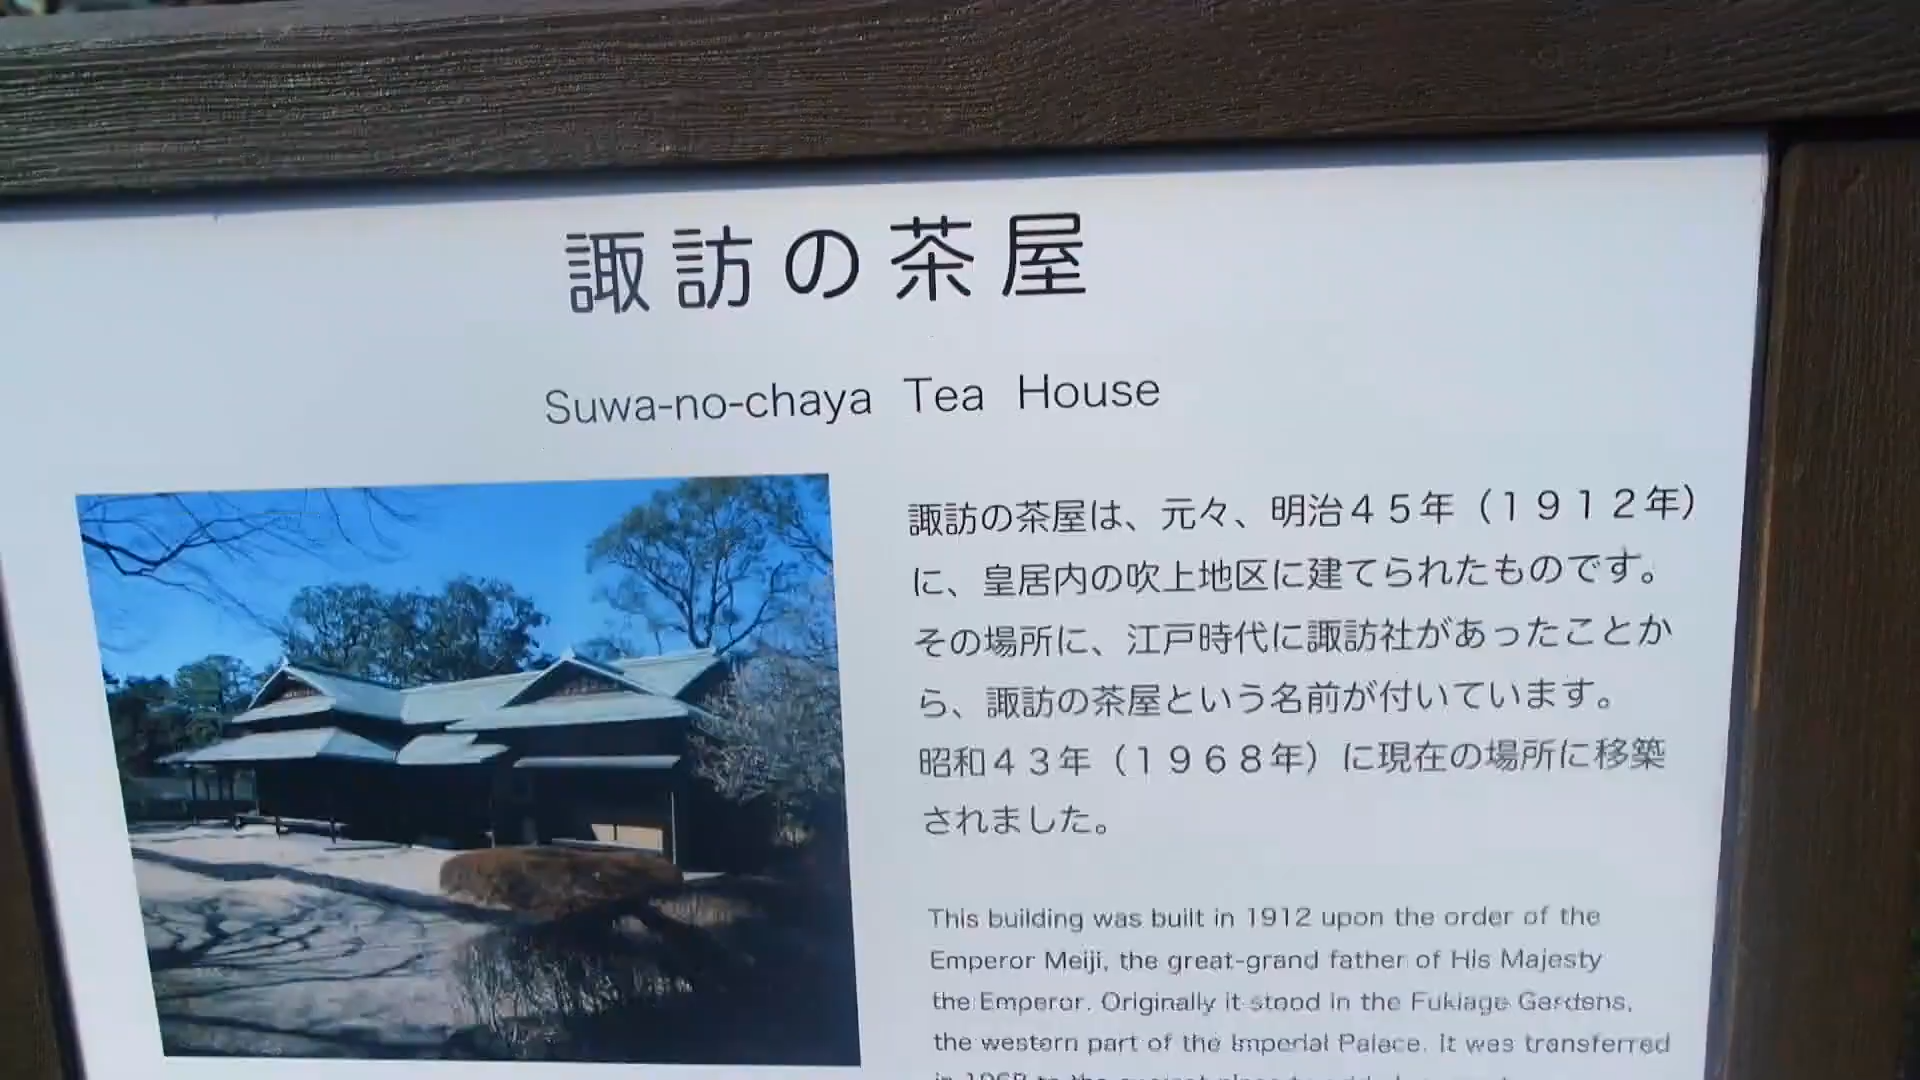 諏訪の茶屋
Suwa-no-chaya Tea House
諏訪の茶屋は、元々、明治４５年（１９１２年）
に、皇居内の吹上地区に建てられたものです。
その場所に、江戸時代に諏訪社があったことか
ら、諏訪の茶屋という名前が付いています。
昭和４３年（１９６８年）に現在の場所に移築
されました。
This building was built in 1912 upon the order of the
Emperor Meiji, the great-grand father of His Majesty
the Emperor. Originally it stood in the Fukiage Gardens,
the western part of the Imperial Palace. It was transferred